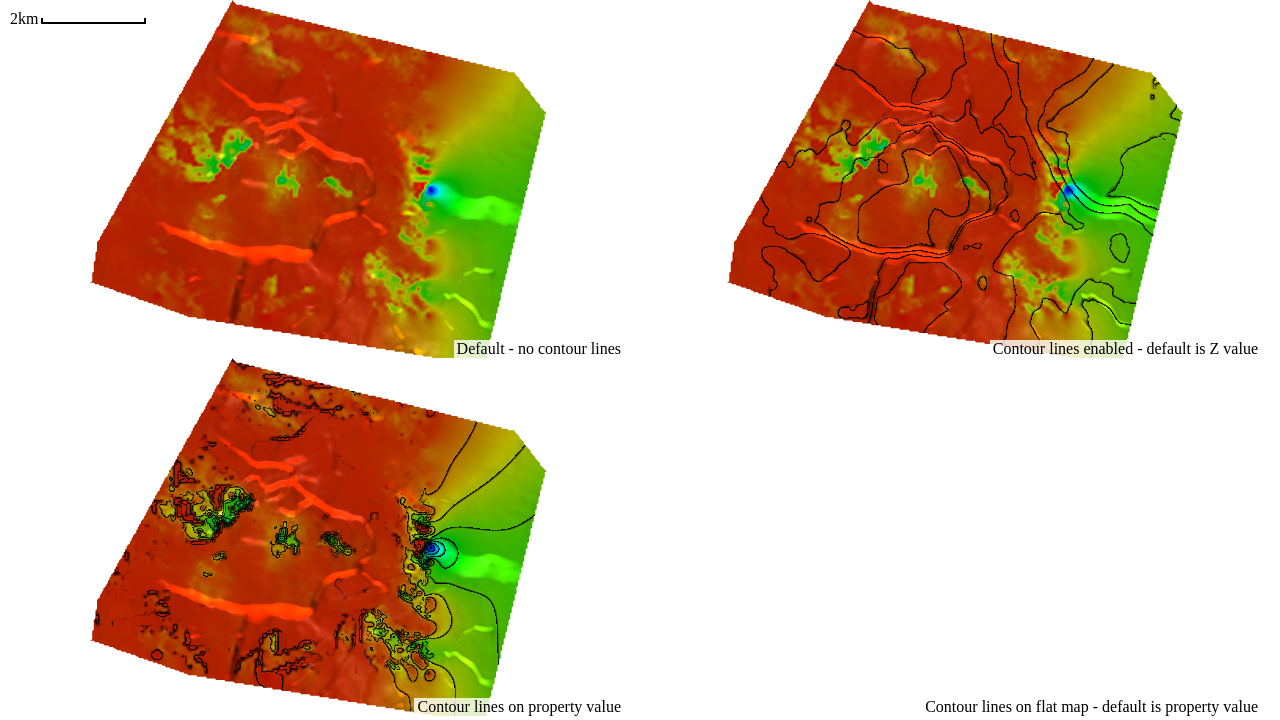 2km
Default - no contour lines
Contour lines enabled - default is Z value
Contour lines on property value
Contour lines on flat map - default is property value